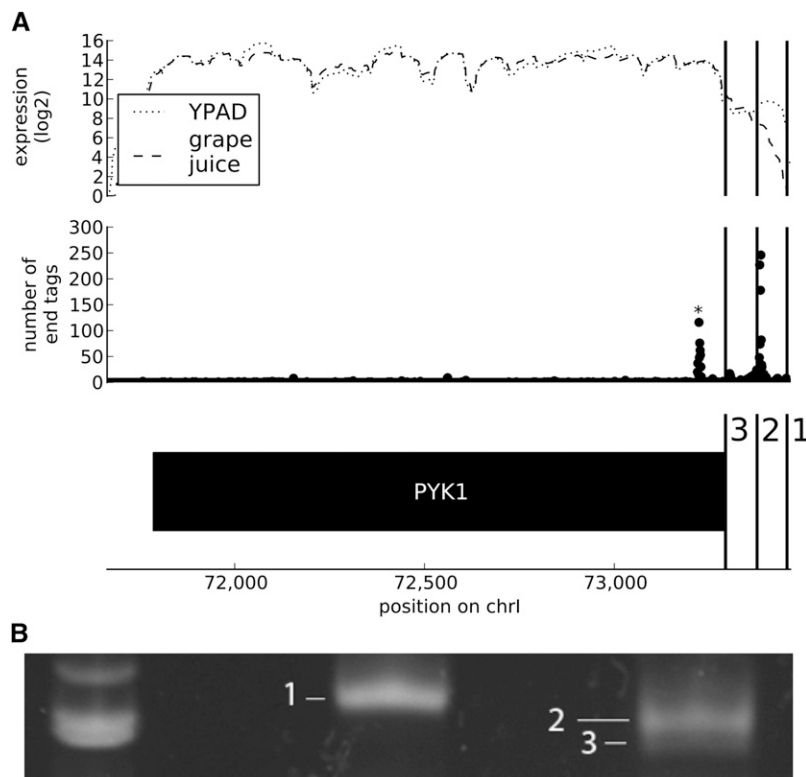 A
expression
(log2)
16
14
12
10
8
6
4
2
0
YPAD
grape
juice
number of
end tags
300
250
200
150
100
50
0
*
3 2 1
PYK1
72,000 72,500 73,000
position on chrI
B
1
2
3